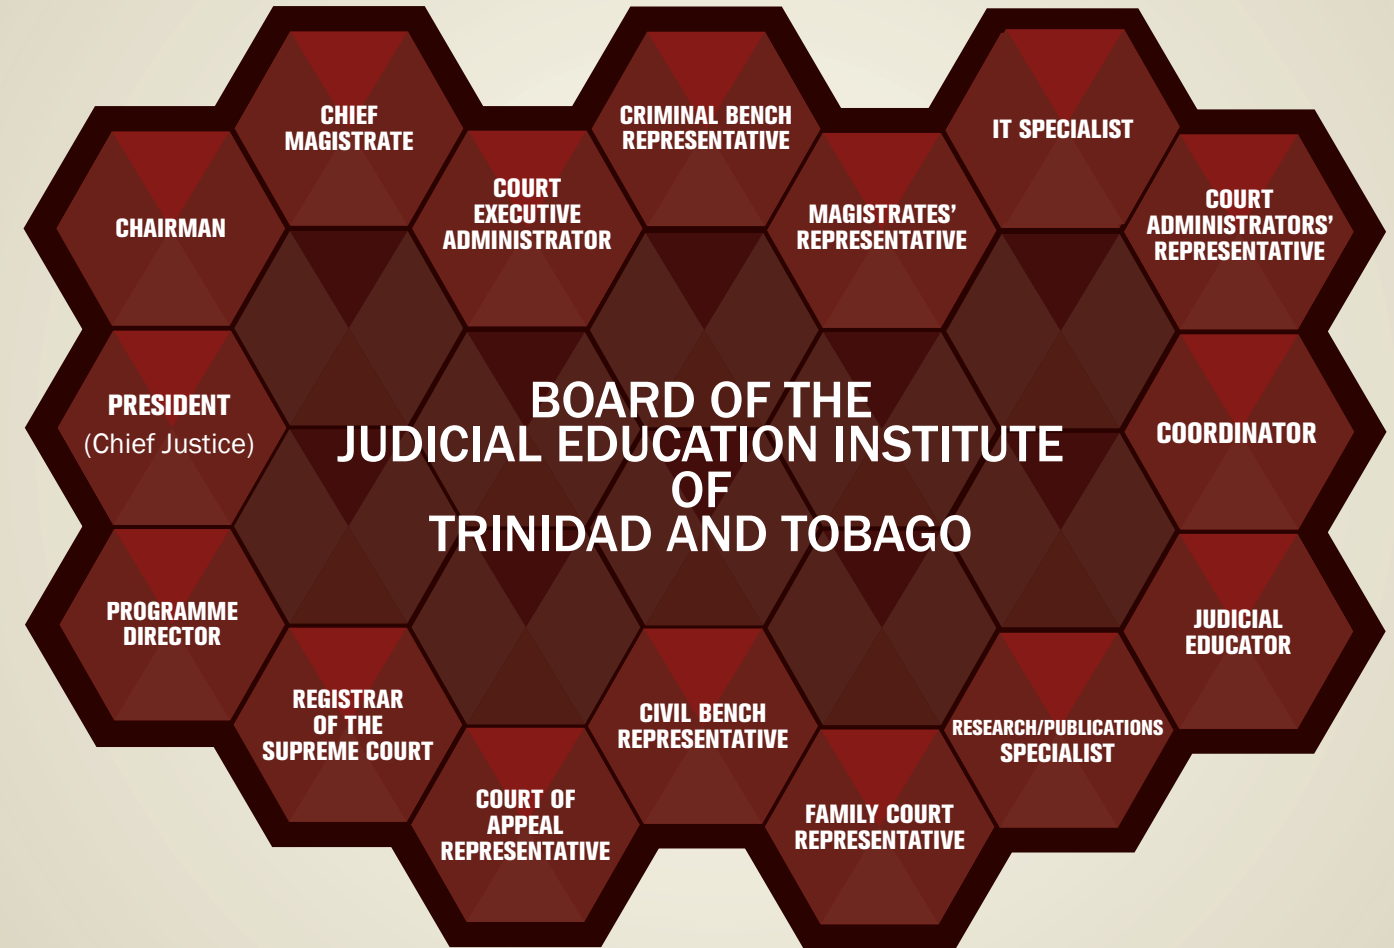 CHIEF
MAGISTRATE
CRIMINAL BENCH
REPRESENTATIVE
IT SPECIALIST
CHAIRMAN
COURT
EXECUTIVE
ADMINISTRATOR
MAGISTRATES’
REPRESENTATIVE
COURT
ADMINISTRATORS’
REPRESENTATIVE
PRESIDENT
(Chief Justice)
BOARD OF THE
JUDICIAL EDUCATION INSTITUTE
OF
TRINIDAD AND TOBAGO
COORDINATOR
PROGRAMME
DIRECTOR
JUDICIAL
EDUCATOR
REGISTRAR
OF THE
SUPREME COURT
CIVIL BENCH
REPRESENTATIVE
RESEARCH/PUBLICATIONS
SPECIALIST
COURT OF
APPEAL
REPRESENTATIVE
FAMILY COURT
REPRESENTATIVE